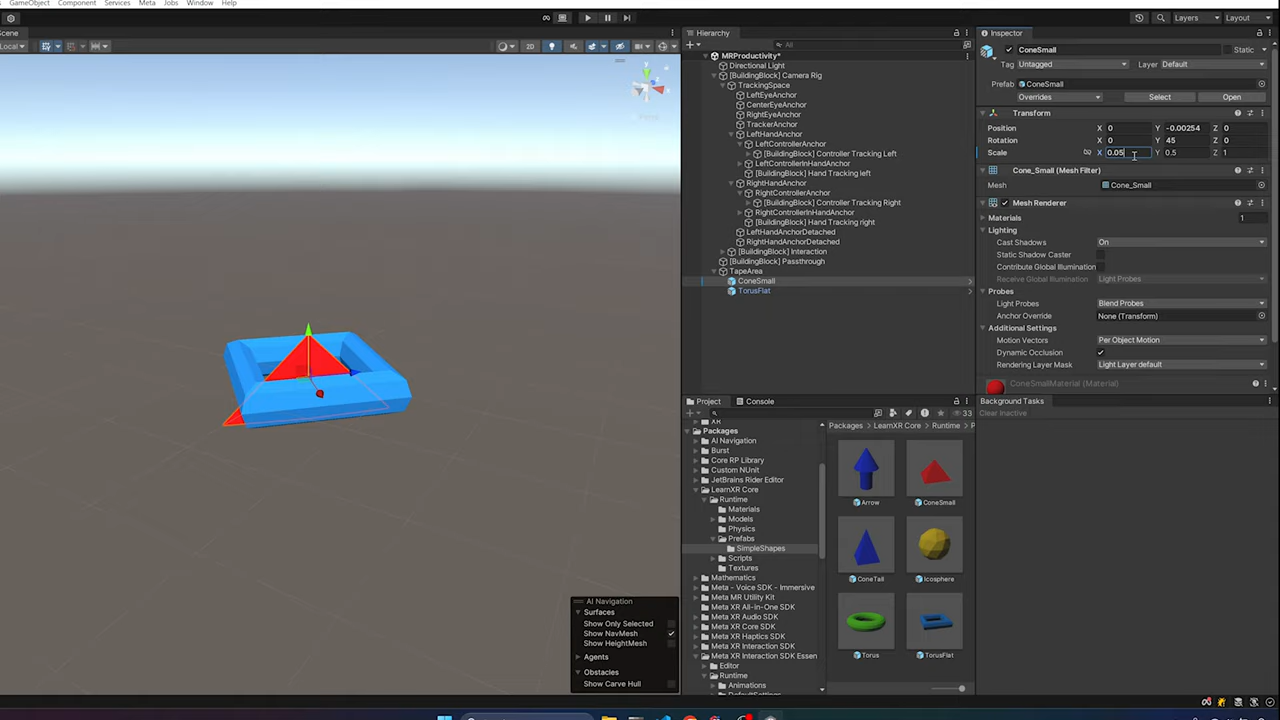 GameObject Component Services Meta Jobs Window Help
Layers Layout
Scene
Local
2D
Hierarchy
All
MRProductivity*
Directional Light
[BuildingBlock] Camera Rig
TrackingSpace
LeftEyeAnchor
CenterEyeAnchor
RightEyeAnchor
TrackerAnchor
LeftHandAnchor
LeftControllerAnchor
[BuildingBlock] Controller Tracking Left
LeftControllerInHandAnchor
[BuildingBlock] Hand Tracking left
RightHandAnchor
RightControllerAnchor
[BuildingBlock] Controller Tracking Right
RightControllerInHandAnchor
[BuildingBlock] Hand Tracking right
LeftHandAnchorDetached
RightHandAnchorDetached
[BuildingBlock] Interaction
[BuildingBlock] Passthrough
TapeArea
ConeSmall
TorusFlat
Inspector
ConeSmall Static
Tag Untagged Layer Default
Prefab ConeSmall
Overrides Select Open
Transform
Position X 0 Y -0.00254 Z 0
Rotation X 0 Y 45 Z 0
Scale X 0.05 Y 0.5 Z 1
Cone_Small (Mesh Filter)
Mesh Cone_Small
Mesh Renderer
Materials 1
Lighting
Cast Shadows On
Static Shadow Caster
Contribute Global Illumination
Receive Global Illumination Light Probes
Probes
Light Probes Blend Probes
Anchor Override None (Transform)
Additional Settings
Motion Vectors Per Object Motion
Dynamic Occlusion
Rendering Layer Mask Light Layer default
ConeSmallMaterial (Material)
Background Tasks
Clear Inactive
Project Console
33
XR
Packages
AI Navigation
Burst
Core RP Library
Custom NUnit
JetBrains Rider Editor
LearnXR Core
Runtime
Materials
Models
Physics
Prefabs
SimpleShapes
Scripts
Textures
Mathematics
Meta - Voice SDK - Immersive
Meta MR Utility Kit
Meta XR All-in-One SDK
Meta XR Audio SDK
Meta XR Core SDK
Meta XR Haptics SDK
Meta XR Interaction SDK
Meta XR Interaction SDK Essen
Editor
Runtime
Animations
DefaultSettings
Packages LearnXR Core Runtime P
Arrow ConeSmall
ConeTall Icosphere
Torus TorusFlat
AI Navigation
Surfaces
Show Only Selected
Show NavMesh
Show HeightMesh
Agents
Obstacles
Show Carve Hull